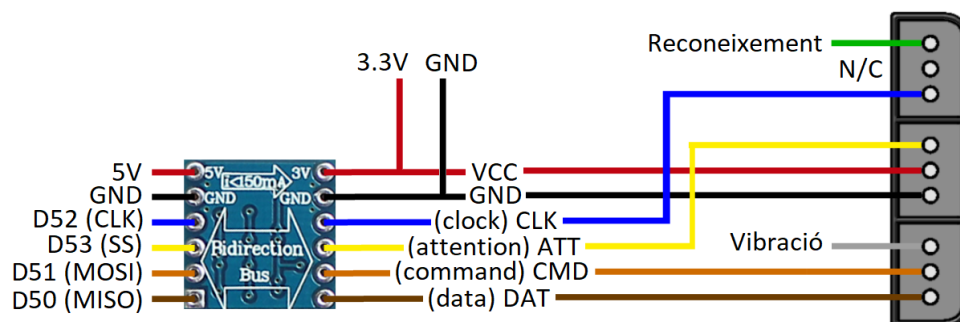 Reconeixement
N/C
3.3V GND
5V
GND
D52 (CLK)
D53 (SS)
D51 (MOSI)
D50 (MISO)
5V i<150mA 3V
GND GND
Bidirection
Bus
VCC
GND
(clock) CLK
(attention) ATT
(command) CMD
(data) DAT
Vibració